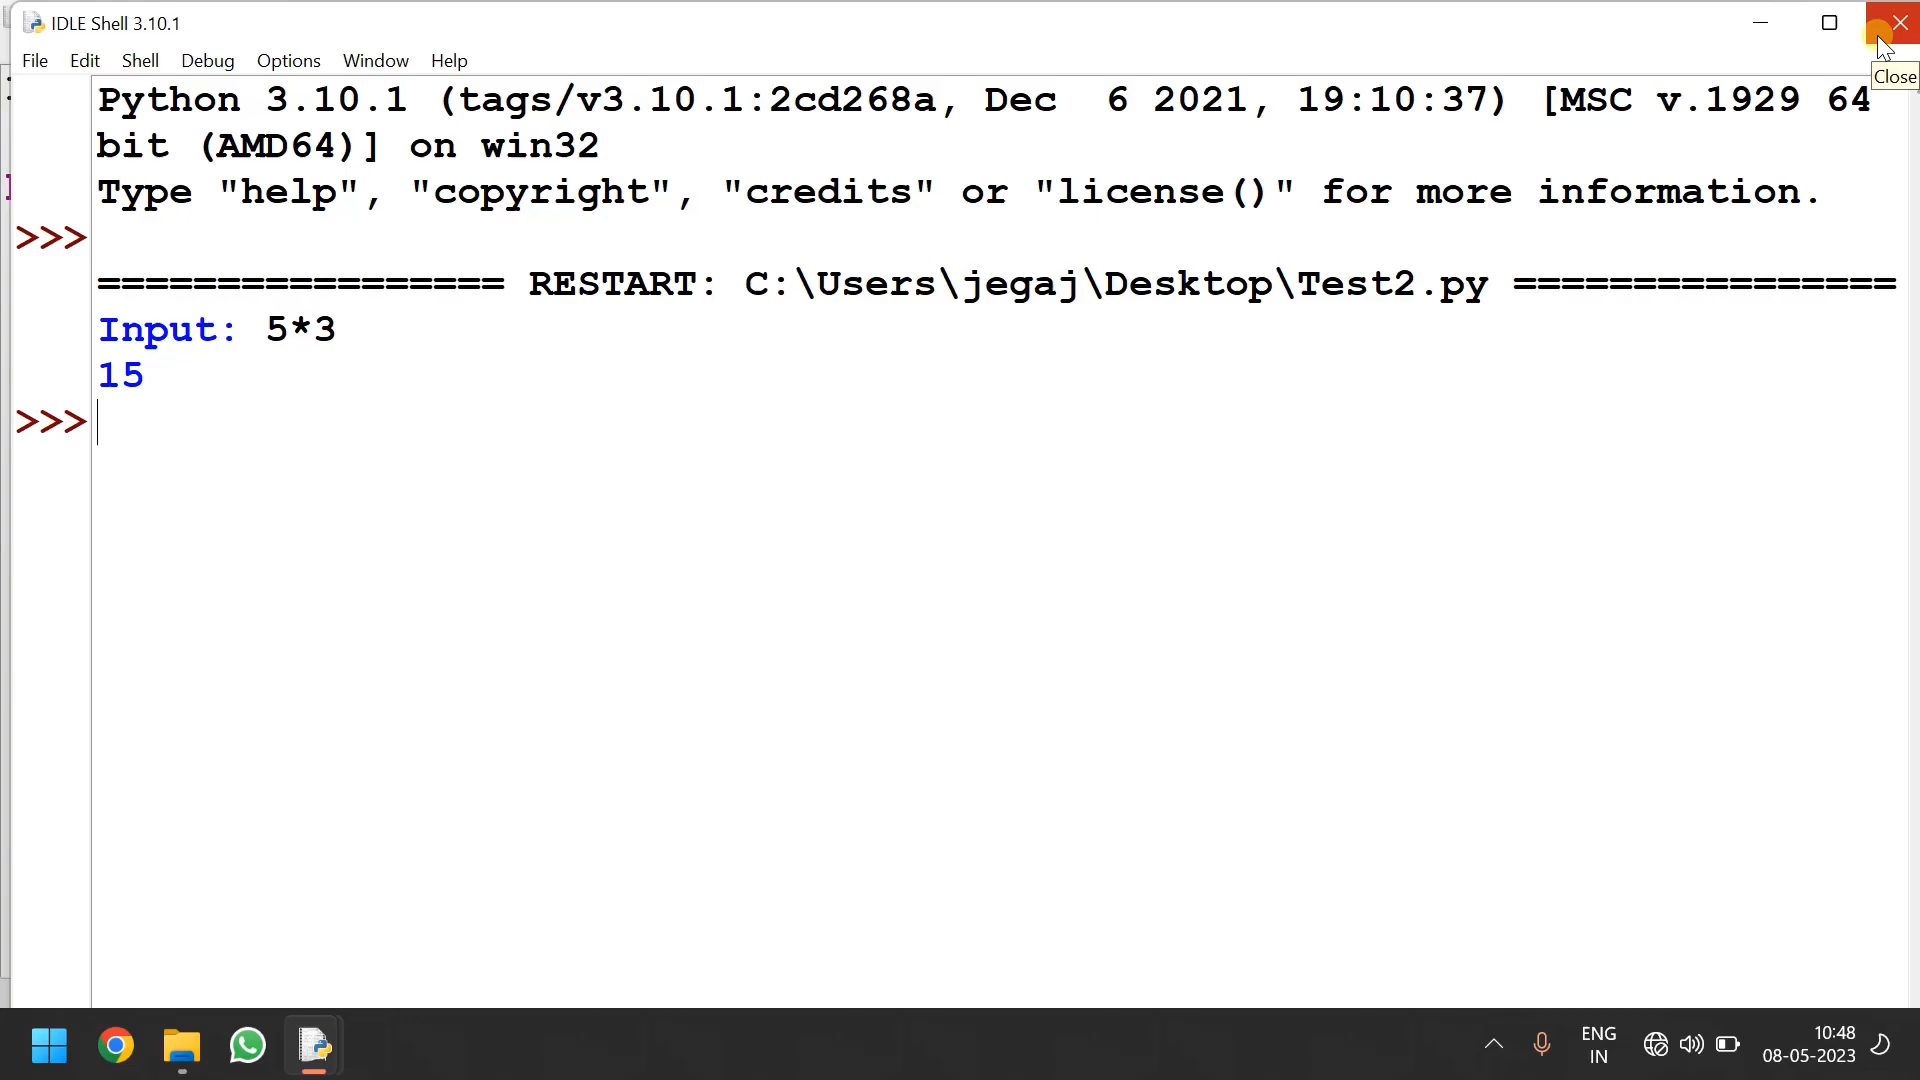 IDLE Shell 3.10.1
File Edit Shell Debug Options Window Help
Close
Python 3.10.1 (tags/v3.10.1:2cd268a, Dec  6 2021, 19:10:37) [MSC v.1929 64
bit (AMD64)] on win32
Type "help", "copyright", "credits" or "license()" for more information.
>>>
================= RESTART: C:\Users\jegaj\Desktop\Test2.py ================
Input: 5*3
15
>>>
ENG
IN
10:48
08-05-2023